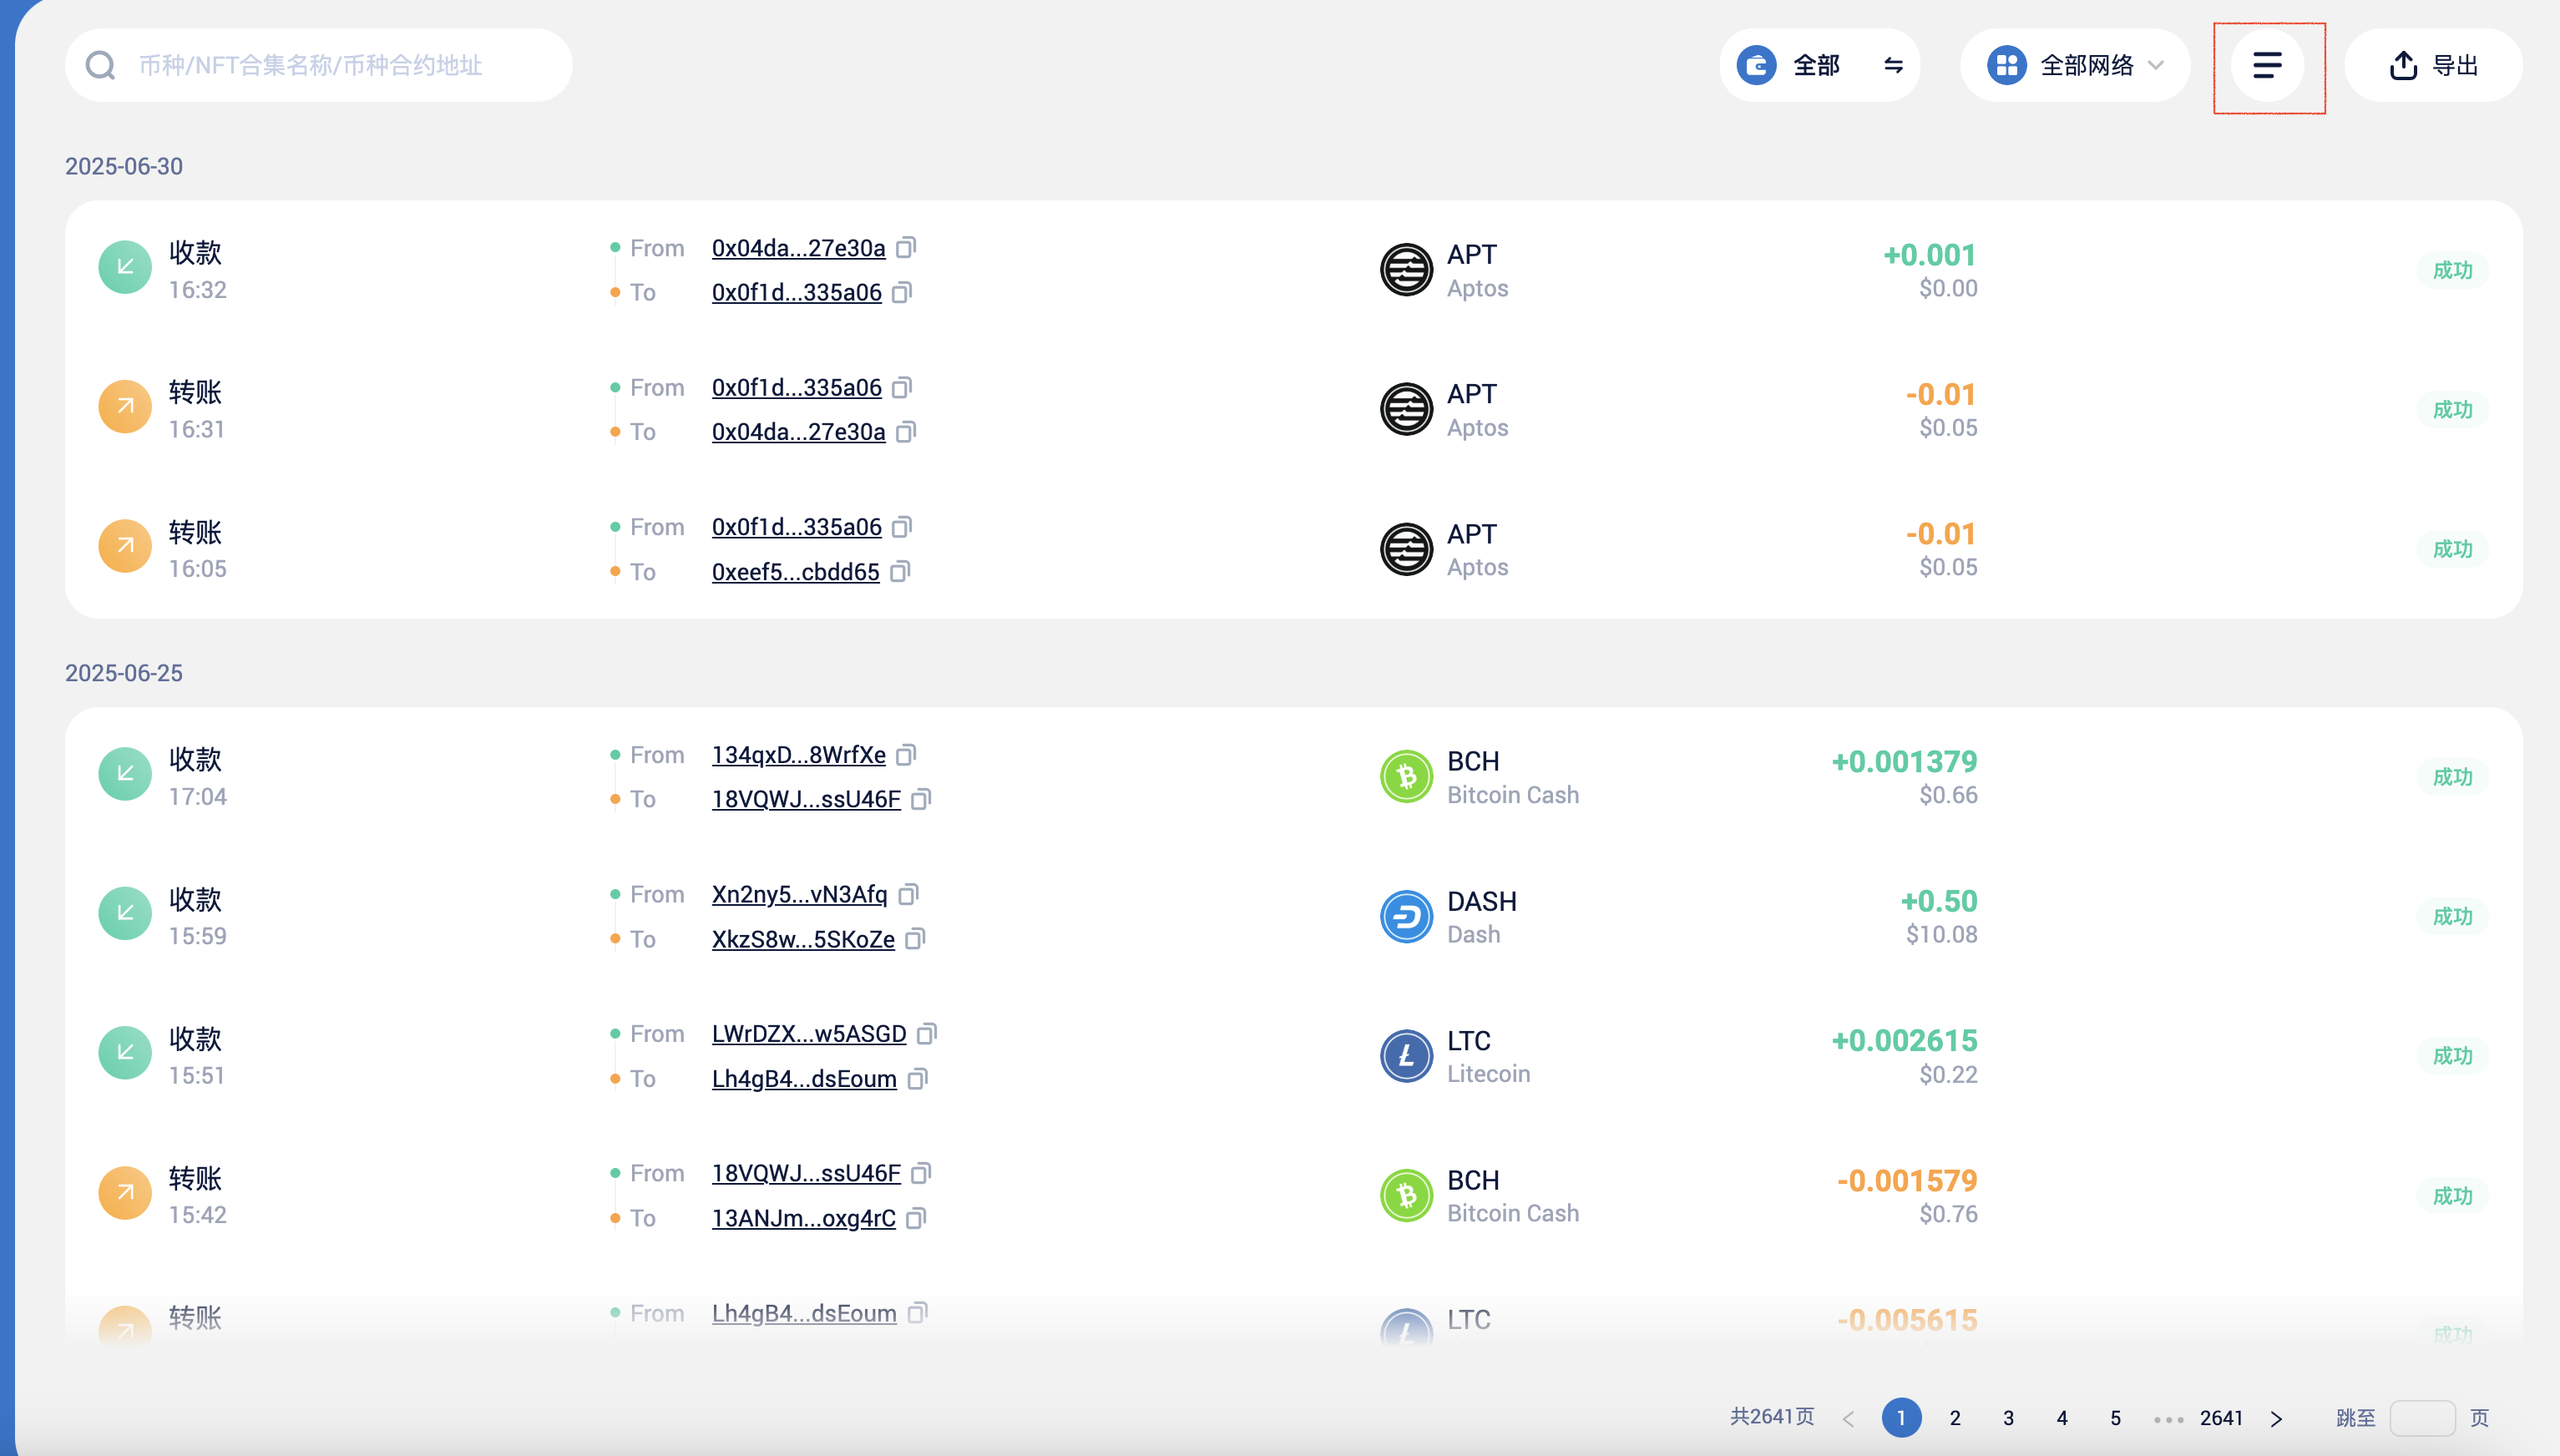 币种/NFT合集名称/币种合约地址
全部
全部网络
导出
2025-06-30
收款
16:32
From 0x04da...27e30a
To 0x0f1d...335a06
APT
Aptos
+0.001
$0.00
成功
转账
16:31
From 0x0f1d...335a06
To 0x04da...27e30a
APT
Aptos
-0.01
$0.05
成功
转账
16:05
From 0x0f1d...335a06
To 0xeef5...cbdd65
APT
Aptos
-0.01
$0.05
成功
2025-06-25
收款
17:04
From 134qxD...8WrfXe
To 18VQWJ...ssU46F
BCH
Bitcoin Cash
+0.001379
$0.66
成功
收款
15:59
From Xn2ny5...vN3Afq
To XkzS8w...5SKoZe
DASH
Dash
+0.50
$10.08
成功
收款
15:51
From LWrDZX...w5ASGD
To Lh4gB4...dsEoum
LTC
Litecoin
+0.002615
$0.22
成功
转账
15:42
From 18VQWJ...ssU46F
To 13ANJm...oxg4rC
BCH
Bitcoin Cash
-0.001579
$0.76
成功
转账
From Lh4gB4...dsEoum
LTC
-0.005615
成功
共2641页 < 1 2 3 4 5 ••• 2641 > 跳至 页